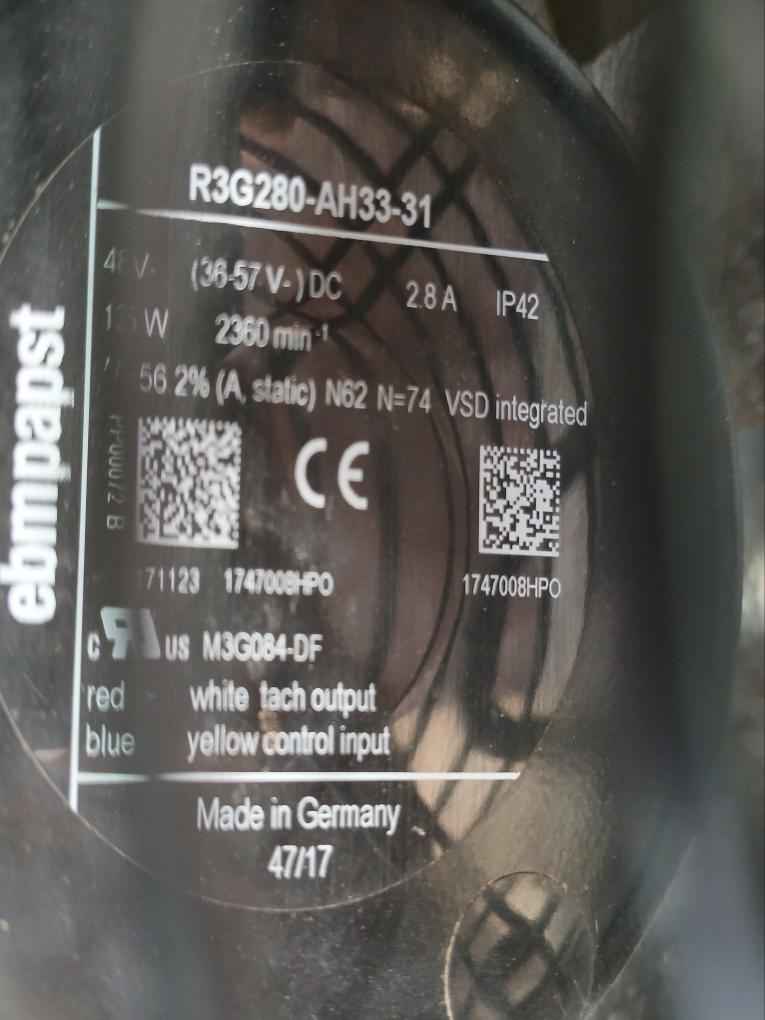 ebmpapst
R3G280-AH33-31
48 V- (36-57 V-) DC 2.8 A IP42
W 2360 min-1
56 2% (A, static) N62 N=74 VSD integrated
CE
171123 1747008HPO 1747008HPO
c us M3G084-DF
red white tach output
blue yellow control input
Made in Germany
47/17